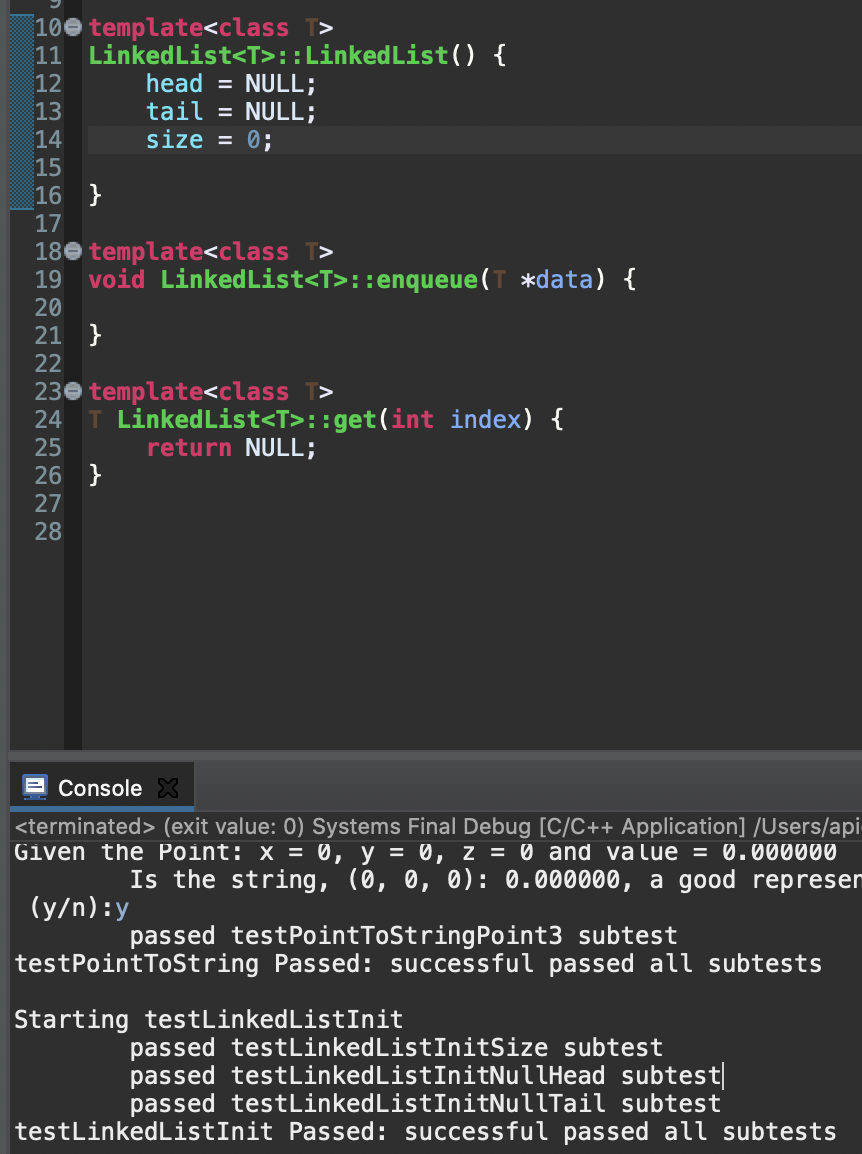 9
10 template<class T>
11 LinkedList<T>::LinkedList() {
12 head = NULL;
13 tail = NULL;
14 size = 0;
15
16 }
17
18 template<class T>
19 void LinkedList<T>::enqueue(T *data) {
20
21 }
22
23 template<class T>
24 T LinkedList<T>::get(int index) {
25 return NULL;
26 }
27
28
Console
<terminated> (exit value: 0) Systems Final Debug [C/C++ Application] /Users/api
Given the Point: x = 0, y = 0, z = 0 and value = 0.000000
Is the string, (0, 0, 0): 0.000000, a good represen
(y/n):y
passed testPointToStringPoint3 subtest
testPointToString Passed: successful passed all subtests
Starting testLinkedListInit
passed testLinkedListInitSize subtest
passed testLinkedListInitNullHead subtest
passed testLinkedListInitNullTail subtest
testLinkedListInit Passed: successful passed all subtests